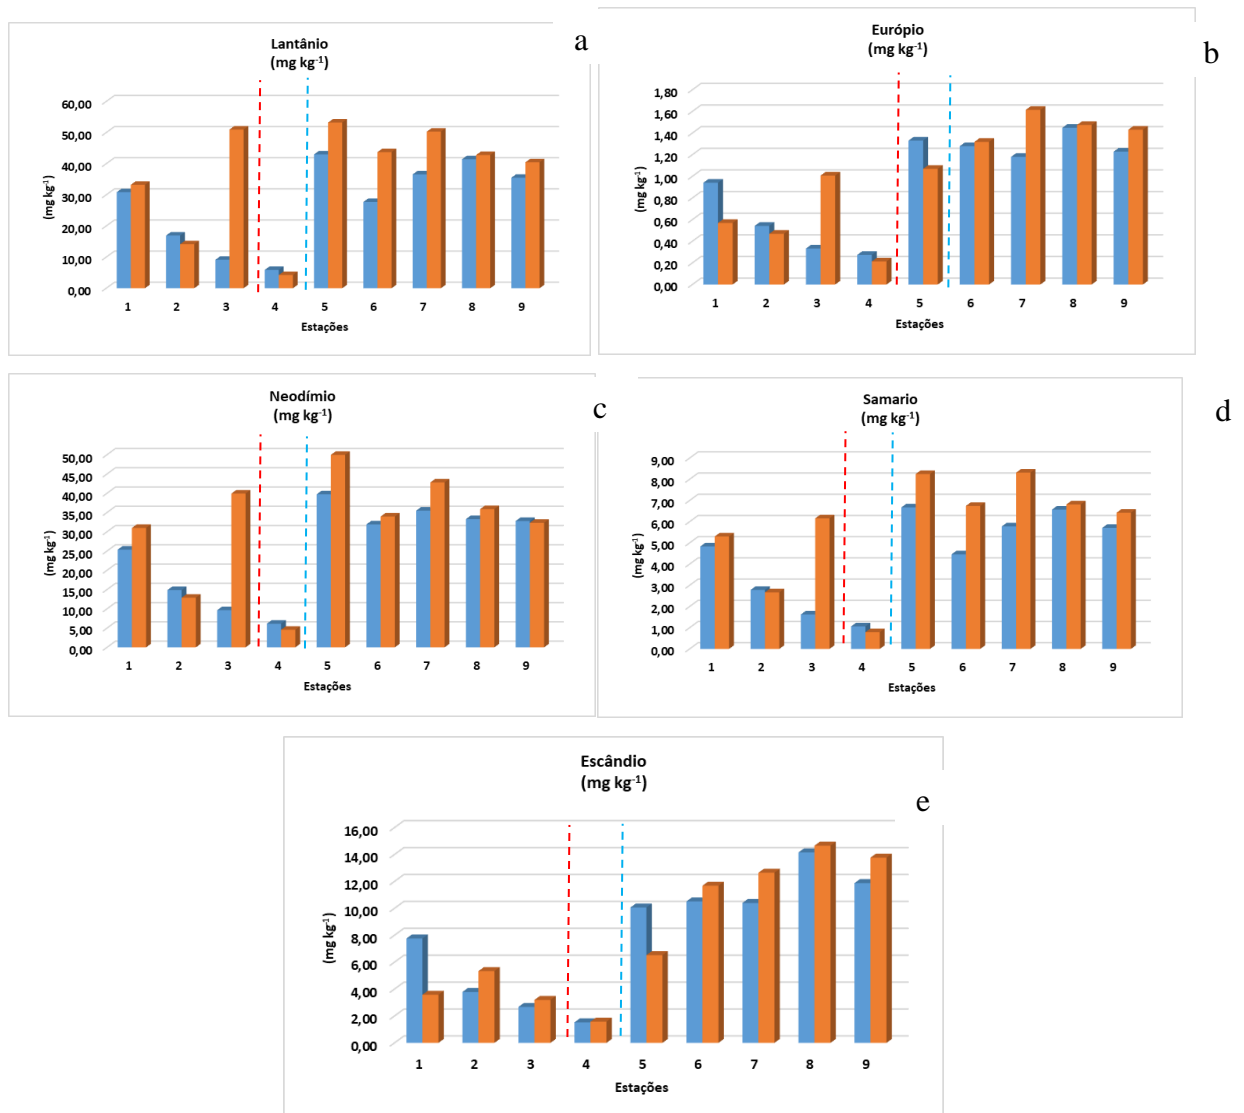 a
Lantânio
(mg kg⁻¹)
(mg kg⁻¹)
60,00
50,00
40,00
30,00
20,00
10,00
0,00
1 2 3 4 5 6 7 8 9
Estações
b
Európio
(mg kg⁻¹)
(mg kg⁻¹)
1,80
1,60
1,40
1,20
1,00
0,80
0,60
0,40
0,20
0,00
1 2 3 4 5 6 7 8 9
Estações
c
Neodímio
(mg kg⁻¹)
(mg kg⁻¹)
50,00
45,00
40,00
35,00
30,00
25,00
20,00
15,00
10,00
5,00
0,00
1 2 3 4 5 6 7 8 9
Estações
d
Samario
(mg kg⁻¹)
(mg kg⁻¹)
9,00
8,00
7,00
6,00
5,00
4,00
3,00
2,00
1,00
0,00
1 2 3 4 5 6 7 8 9
Estações
e
Escândio
(mg kg⁻¹)
(mg kg⁻¹)
16,00
14,00
12,00
10,00
8,00
6,00
4,00
2,00
0,00
1 2 3 4 5 6 7 8 9
Estações